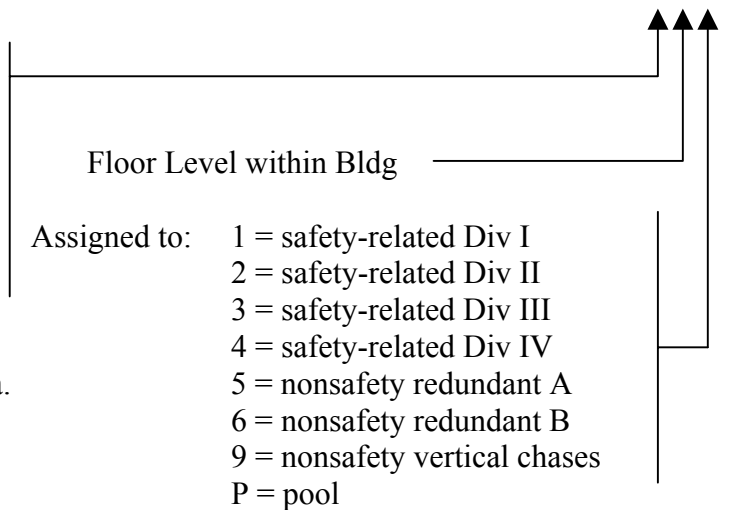 Floor Level within Bldg
Assigned to: 1 = safety-related Div I
2 = safety-related Div II
3 = safety-related Div III
4 = safety-related Div IV
5 = nonsafety redundant A
6 = nonsafety redundant B
9 = nonsafety vertical chases
P = pool